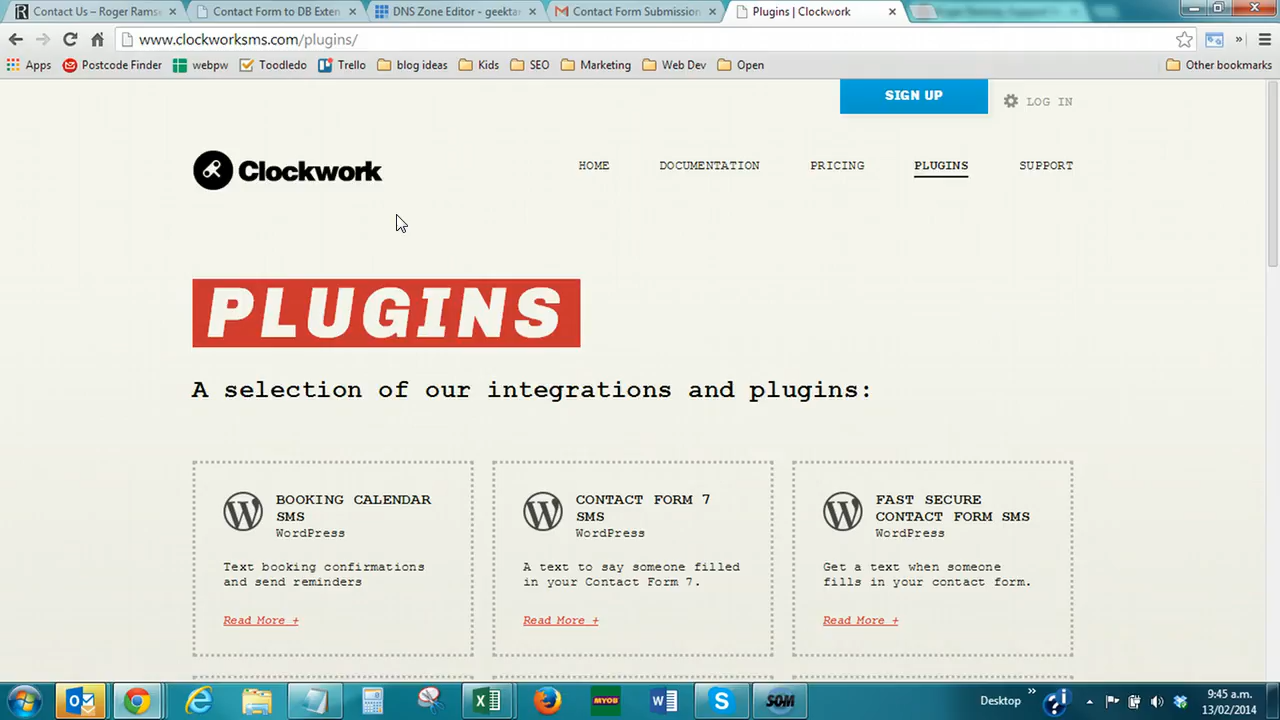 Contact Us – Roger Ramse
Contact Form to DB Exten
DNS Zone Editor - geektar
Contact Form Submission
Plugins | Clockwork
www.clockworksms.com/plugins/
Apps Postcode Finder webpw Toodledo Trello blog ideas Kids SEO Marketing Web Dev Open Other bookmarks
SIGN UP LOG IN
Clockwork
HOME DOCUMENTATION PRICING PLUGINS SUPPORT
PLUGINS
A selection of our integrations and plugins:
BOOKING CALENDAR
SMS
WordPress
Text booking confirmations
and send reminders
Read More +
CONTACT FORM 7
SMS
WordPress
A text to say someone filled
in your Contact Form 7.
Read More +
FAST SECURE
CONTACT FORM SMS
WordPress
Get a text when someone
fills in your contact form.
Read More +
MYOB
SOM
Desktop
9:45 a.m.
13/02/2014